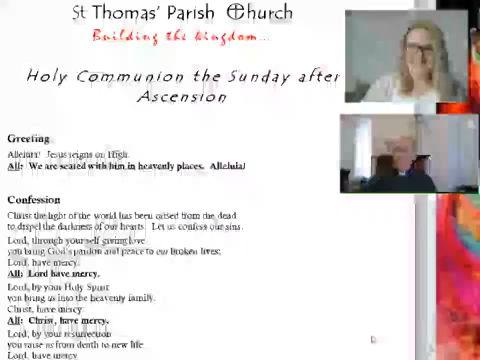 St Thomas' Parish Church
Building the kingdom...
Holy Communion the Sunday after
Ascension
Greeting
Alleluia! Jesus reigns on High.
All: We are seated with him in heavenly places. Alleluia!
Confession
Christ the light of the world has been raised from the dead
to dispel the darkness of our hearts. Let us confess our sins.
Lord, through your self giving love
you bring God's pardon and peace to our broken lives;
Lord, have mercy.
All: Lord have mercy.
Lord, by your Holy Spirit
you bring us into the heavenly family.
Christ, have mercy.
All: Christ, have mercy.
Lord, by your resurrection
you raise us from death to new life
Lord, have mercy